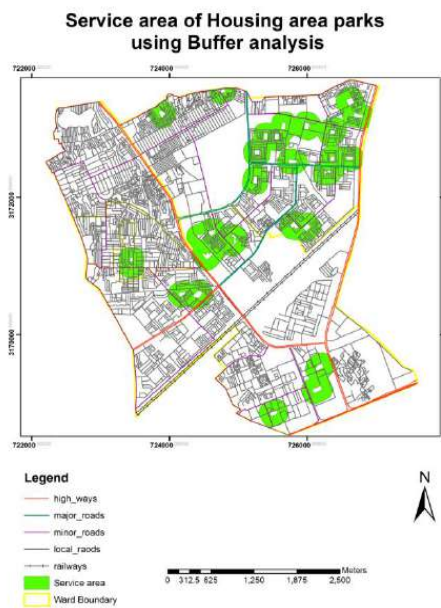 Service area of Housing area parks
using Buffer analysis
722000 724000 726000
3172000
3170000
722000 724000 726000
Legend
high_ways
major_roads
minor_roads
local_raods
railways
Service area
Ward Boundary
N
Meters
0 312.5 625 1,250 1,875 2,500